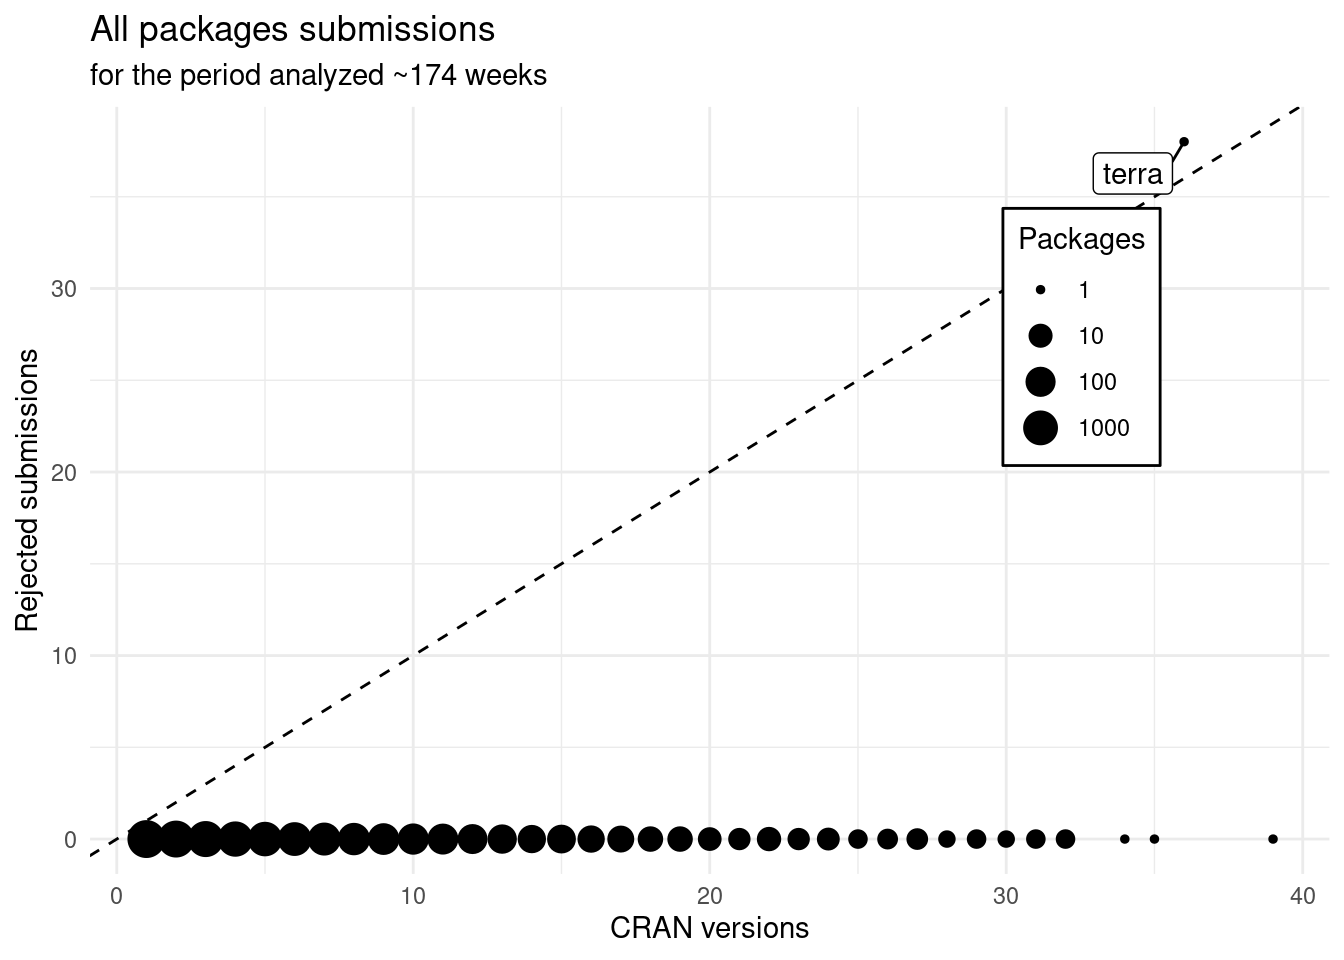 All packages submissions
for the period analyzed ~174 weeks
terra
Packages
1
10
100
1000
30
20
10
0
Rejected submissions
0
10
20
30
40
CRAN versions